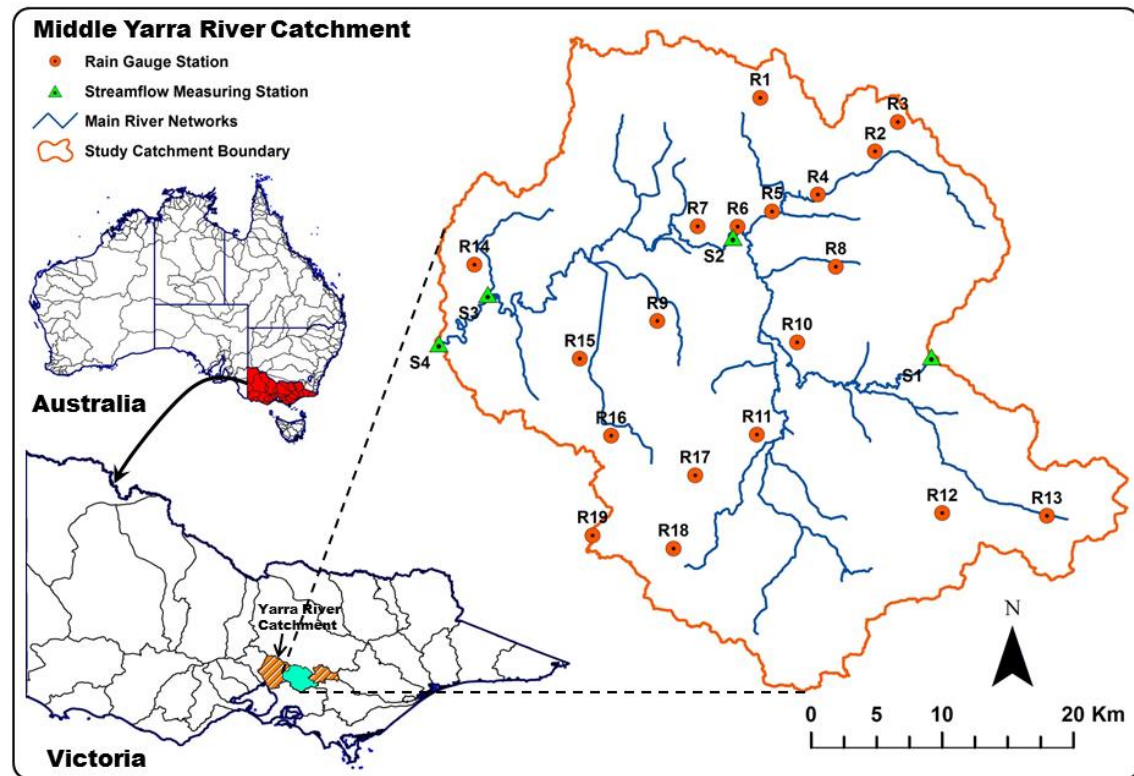 Middle Yarra River Catchment
Rain Gauge Station
Streamflow Measuring Station
Main River Networks
Study Catchment Boundary
R1
R3
R2
R4
R5
R7
R6
S2
R8
R14
S3
R9
S4
R15
R10
S1
R16
R11
R17
R12
R13
R19
R18
Australia
Yarra River
Catchment
Victoria
N
0 5 10 20 Km